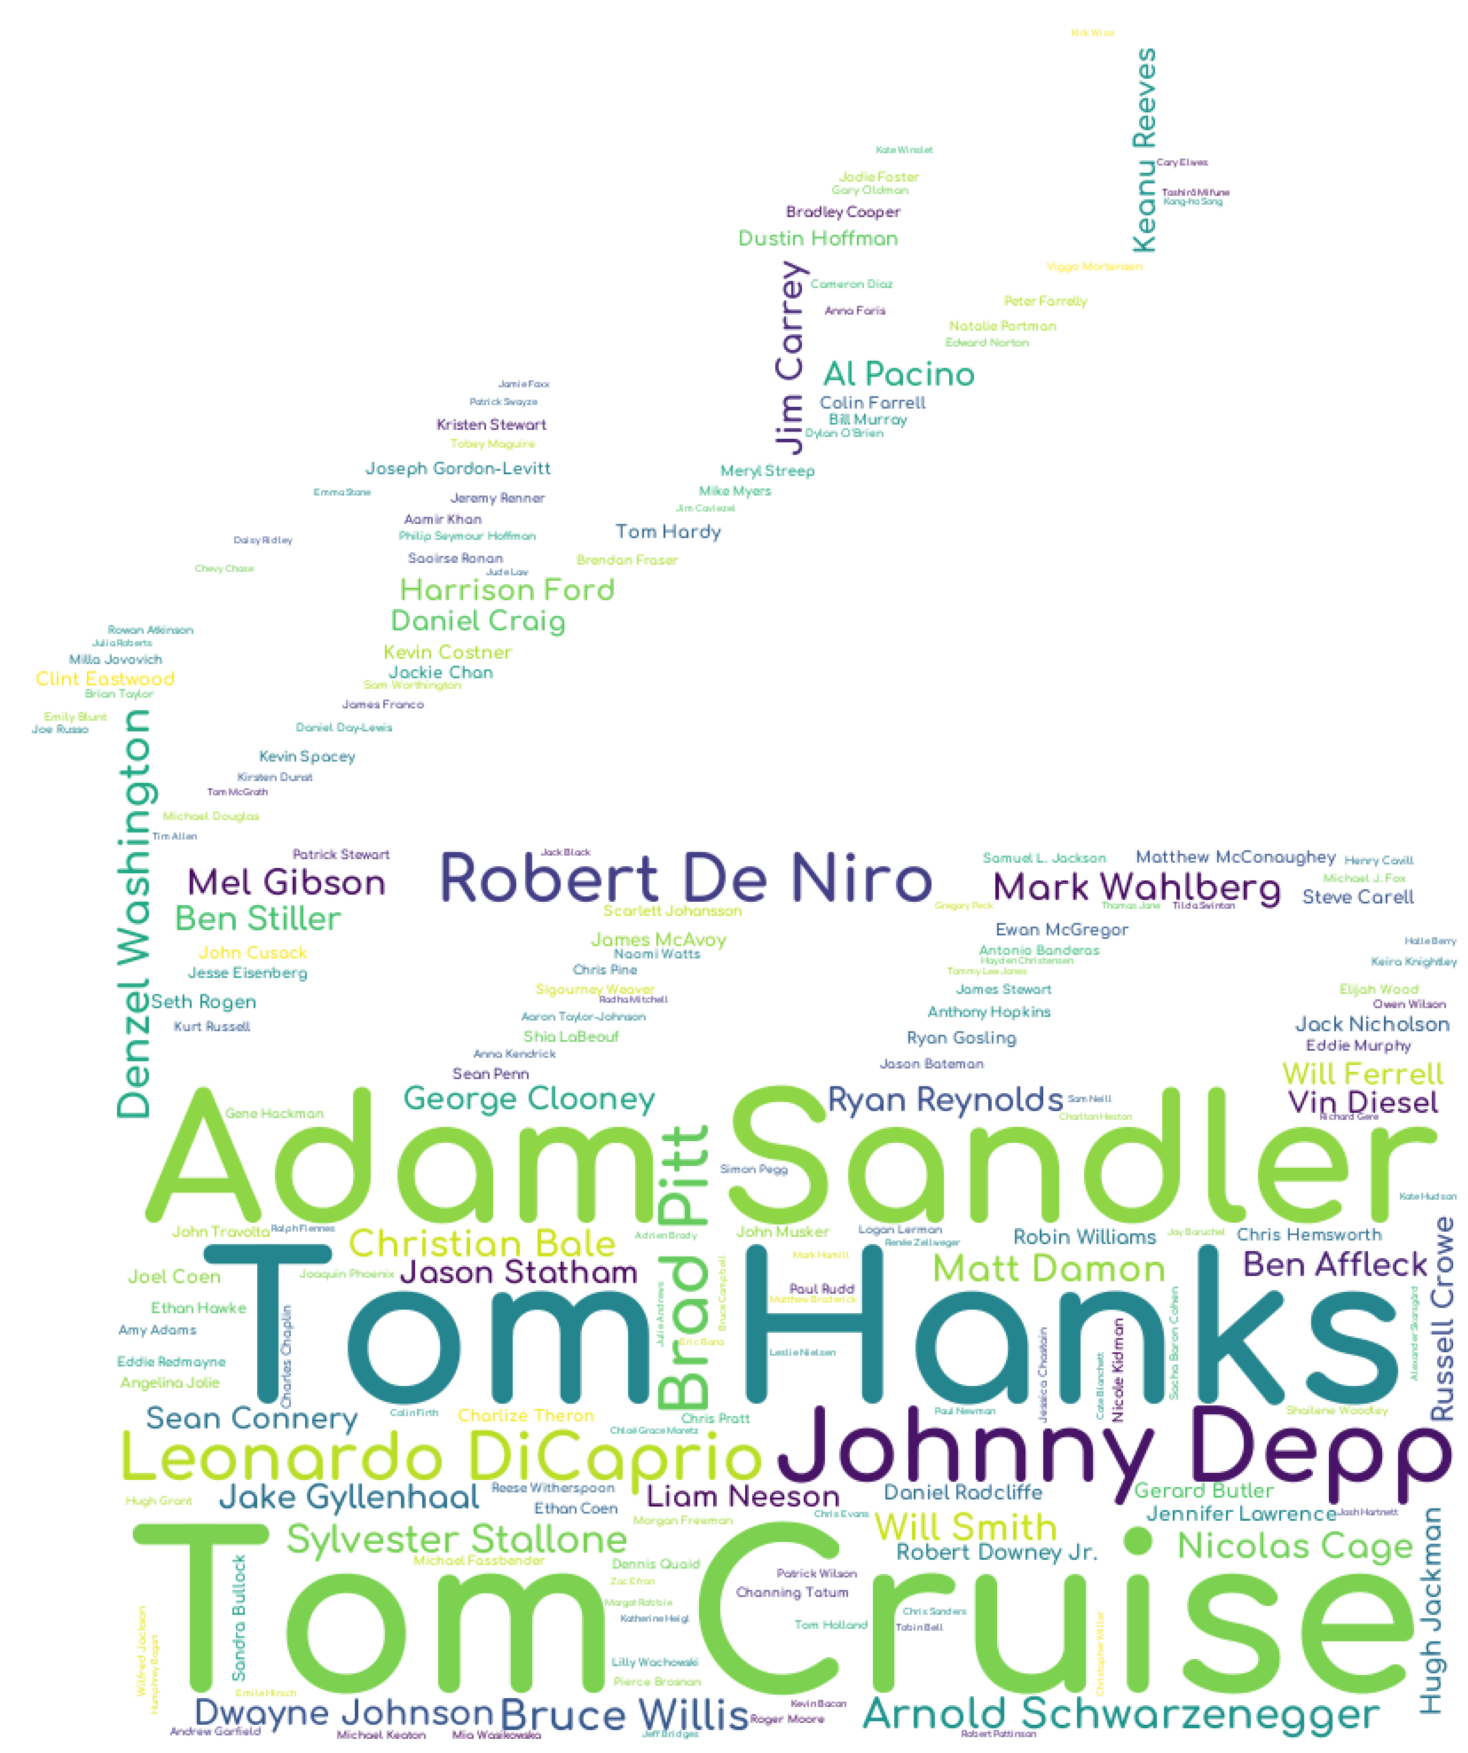 Kirk Wise
Keanu Reeves
Kate Winslet
Cary Elwes
Jodie Foster
Gary Oldman
Toshirô Mifune
Kang-ho Song
Bradley Cooper
Dustin Hoffman
Jim Carrey
Viggo Mortensen
Cameron Diaz
Peter Farrelly
Anna Faris
Natalie Portman
Edward Norton
Al Pacino
Jamie Foxx
Patrick Swayze
Colin Farrell
Bill Murray
Kristen Stewart
Dylan O'Brien
Tobey Maguire
Joseph Gordon-Levitt
Meryl Streep
Emma Stone
Jeremy Renner
Mike Myers
Jim Caviezel
Aamir Khan
Tom Hardy
Philip Seymour Hoffman
Daisy Ridley
Saoirse Ronan
Brendan Fraser
Chevy Chase
Jude Law
Harrison Ford
Daniel Craig
Rowan Atkinson
Julia Roberts
Kevin Costner
Milla Jovovich
Jackie Chan
Clint Eastwood
Sam Worthington
Brian Taylor
James Franco
Emily Blunt
Joe Russo
Daniel Day-Lewis
Denzel Washington
Kevin Spacey
Kirsten Dunst
Tom McGrath
Michael Douglas
Tim Allen
Patrick Stewart
Jack Black
Samuel L. Jackson
Matthew McConaughey
Henry Cavill
Mel Gibson
Robert De Niro
Mark Wahlberg
Michael J. Fox
Steve Carell
Ben Stiller
Scarlett Johansson
Gregory Peck
Thomas Jane
Tilda Swinton
Ewan McGregor
John Cusack
James McAvoy
Naomi Watts
Antonio Banderas
Halle Berry
Jesse Eisenberg
Chris Pine
Hayden Christensen
Tommy Lee Jones
Keira Knightley
Sigourney Weaver
Radha Mitchell
James Stewart
Elijah Wood
Seth Rogen
Aaron Taylor-Johnson
Anthony Hopkins
Owen Wilson
Kurt Russell
Shia LaBeouf
Ryan Gosling
Jack Nicholson
Anna Kendrick
Eddie Murphy
Sean Penn
Jason Bateman
Will Ferrell
George Clooney
Ryan Reynolds
Sam Neill
Vin Diesel
Gene Hackman
Charlton Heston
Richard Gere
Adam Sandler
Brad Pitt
Simon Pegg
Kate Hudson
John Travolta
Ralph Fiennes
Christian Bale
Adrien Brody
John Musker
Logan Lerman
Renée Zellweger
Robin Williams
Jay Baruchel
Chris Hemsworth
Russell Crowe
Joel Coen
Joaquin Phoenix
Jason Statham
Mark Hamill
Matt Damon
Ben Affleck
Tom Hanks
Paul Rudd
Matthew Broderick
Ethan Hawke
Amy Adams
Charles Chaplin
Julie Andrews
Bruce Campbell
Eric Bana
Leslie Nielsen
Jessica Chastain
Cate Blanchett
Nicole Kidman
Sacha Baron Cohen
Alexander Skarsgård
Eddie Redmayne
Angelina Jolie
Sean Connery
Colin Firth
Charlize Theron
Chris Pratt
Chloë Grace Moretz
Paul Newman
Shailene Woodley
Leonardo DiCaprio
Johnny Depp
Hugh Grant
Jake Gyllenhaal
Reese Witherspoon
Ethan Coen
Liam Neeson
Daniel Radcliffe
Gerard Butler
Morgan Freeman
Chris Evans
Jennifer Lawrence
Josh Hartnett
Sylvester Stallone
Will Smith
Nicolas Cage
Tom Cruise
Robert Downey Jr.
Hugh Jackman
Michael Fassbender
Dennis Quaid
Sandra Bullock
Zac Efron
Patrick Wilson
Channing Tatum
Margot Robbie
Katherine Heigl
Chris Sanders
Tobin Bell
Tom Holland
Wilfred Jackson
Humphrey Bogart
Christopher Miller
Lilly Wachowski
Pierce Brosnan
Emile Hirsch
Dwayne Johnson
Bruce Willis
Kevin Bacon
Roger Moore
Arnold Schwarzenegger
Andrew Garfield
Michael Keaton
Mia Wasikowska
Jeff Bridges
Robert Pattinson